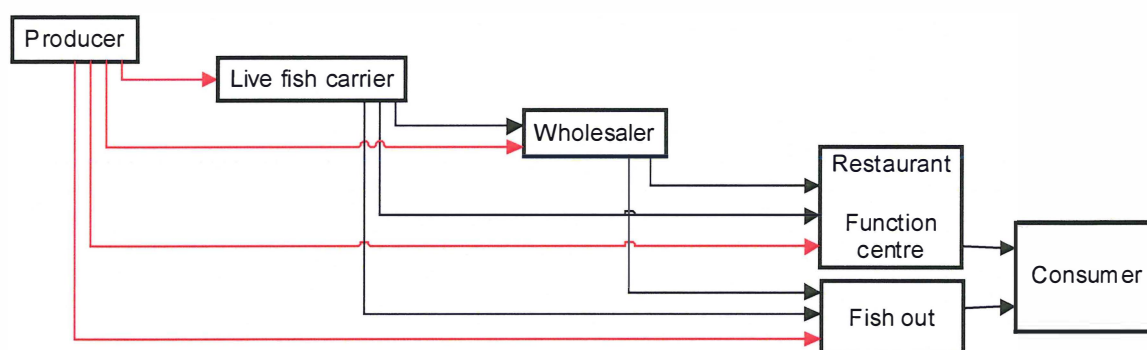 Producer
Live fish carrier
Wholesaler
Restaurant
Function
centre
Consumer
Fish out